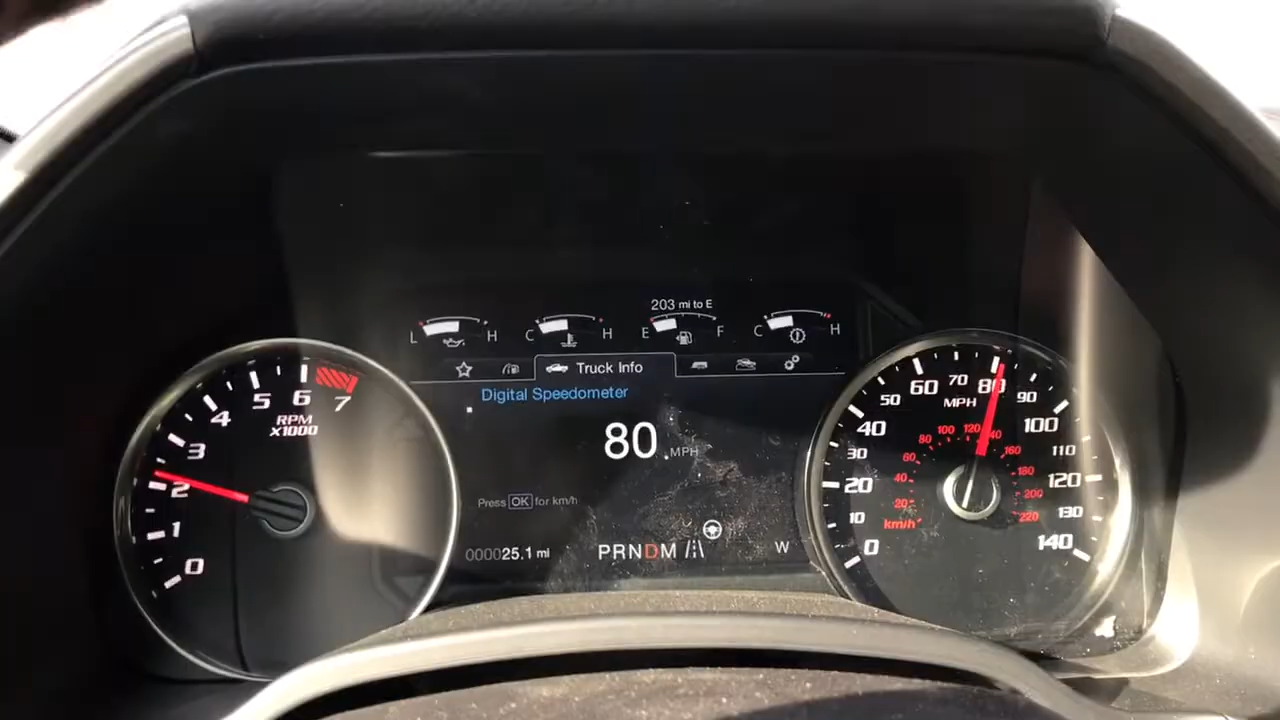 203 mi to E
L H C H E F C H
Truck Info
Digital Speedometer
80 MPH
Press OK for km/h
000025.1 mi
PRNDM
W
0 1 2 3 4 5 6 7
RPM
X1000
0 10 20 30 40 50 60 70 80 90 100 110 120 130 140
MPH
20 40 60 80 100 120 140 160 180 200 220
km/h